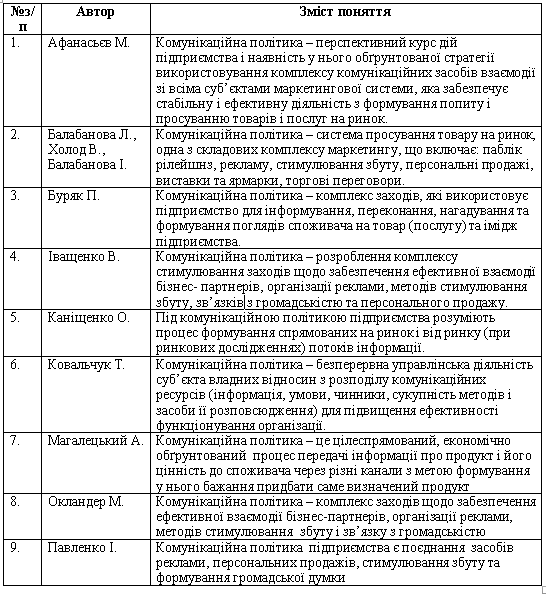 №з/ Автор Зміст поняття
п
1. Афанасьєв М. Комунікаційна політика – перспективний курс дій
підприємства і наявність у нього обґрунтованої стратегії
використовування комплексу комунікаційних засобів взаємодії
зі всіма суб’єктами маркетингової системи, яка забезпечує
стабільну і ефективну діяльність з формування попиту і
просуванню товарів і послуг на ринок.
2. Балабанова Л., Комунікаційна політика – система просування товару на ринок,
Холод В., одна з складових комплексу маркетингу, що включає: паблік
Балабанова І. рілейшнз, рекламу, стимулювання збуту, персональні продажі,
виставки та ярмарки, торгові переговори.
3. Буряк П. Комунікаційна політика – комплекс заходів, які використовує
підприємство для інформування, переконання, нагадування та
формування поглядів споживача на товар (послугу) та імідж
підприємства.
4. Іващенко В. Комунікаційна політика – розроблення комплексу
стимулювання заходів щодо забезпечення ефективної взаємодії
бізнес- партнерів, організації реклами, методів стимулювання
збуту, зв’язків з громадськістю та персонального продажу.
5. Каніщенко О. Під комунікаційною політикою підприємства розуміють
процес формування спрямованих на ринок і від ринку (при
ринкових дослідженнях) потоків інформації.
6. Ковальчук Т. Комунікаційна політика – безперервна управлінська діяльність
суб’єкта владних відносин з розподілу комунікаційних
ресурсів (інформація, умови, чинники, сукупність методів і
засоби її розповсюдження) для підвищення ефективності
функціонування організації.
7. Магалецький А. Комунікаційна політика – це цілеспрямований, економічно
обґрунтований процес передачі інформації про продукт і його
цінність до споживача через різні канали з метою формування
у нього бажання придбати саме визначений продукт
8. Окландер М. Комунікаційна політика – комплекс заходів щодо забезпечення
ефективної взаємодії бізнес-партнерів, організації реклами,
методів стимулювання збуту і зв’язку з громадськістю
9. Павленко І. Комунікаційна політика підприємства є поєднання засобів
реклами, персональних продажів, стимулювання збуту та
формування громадської думки